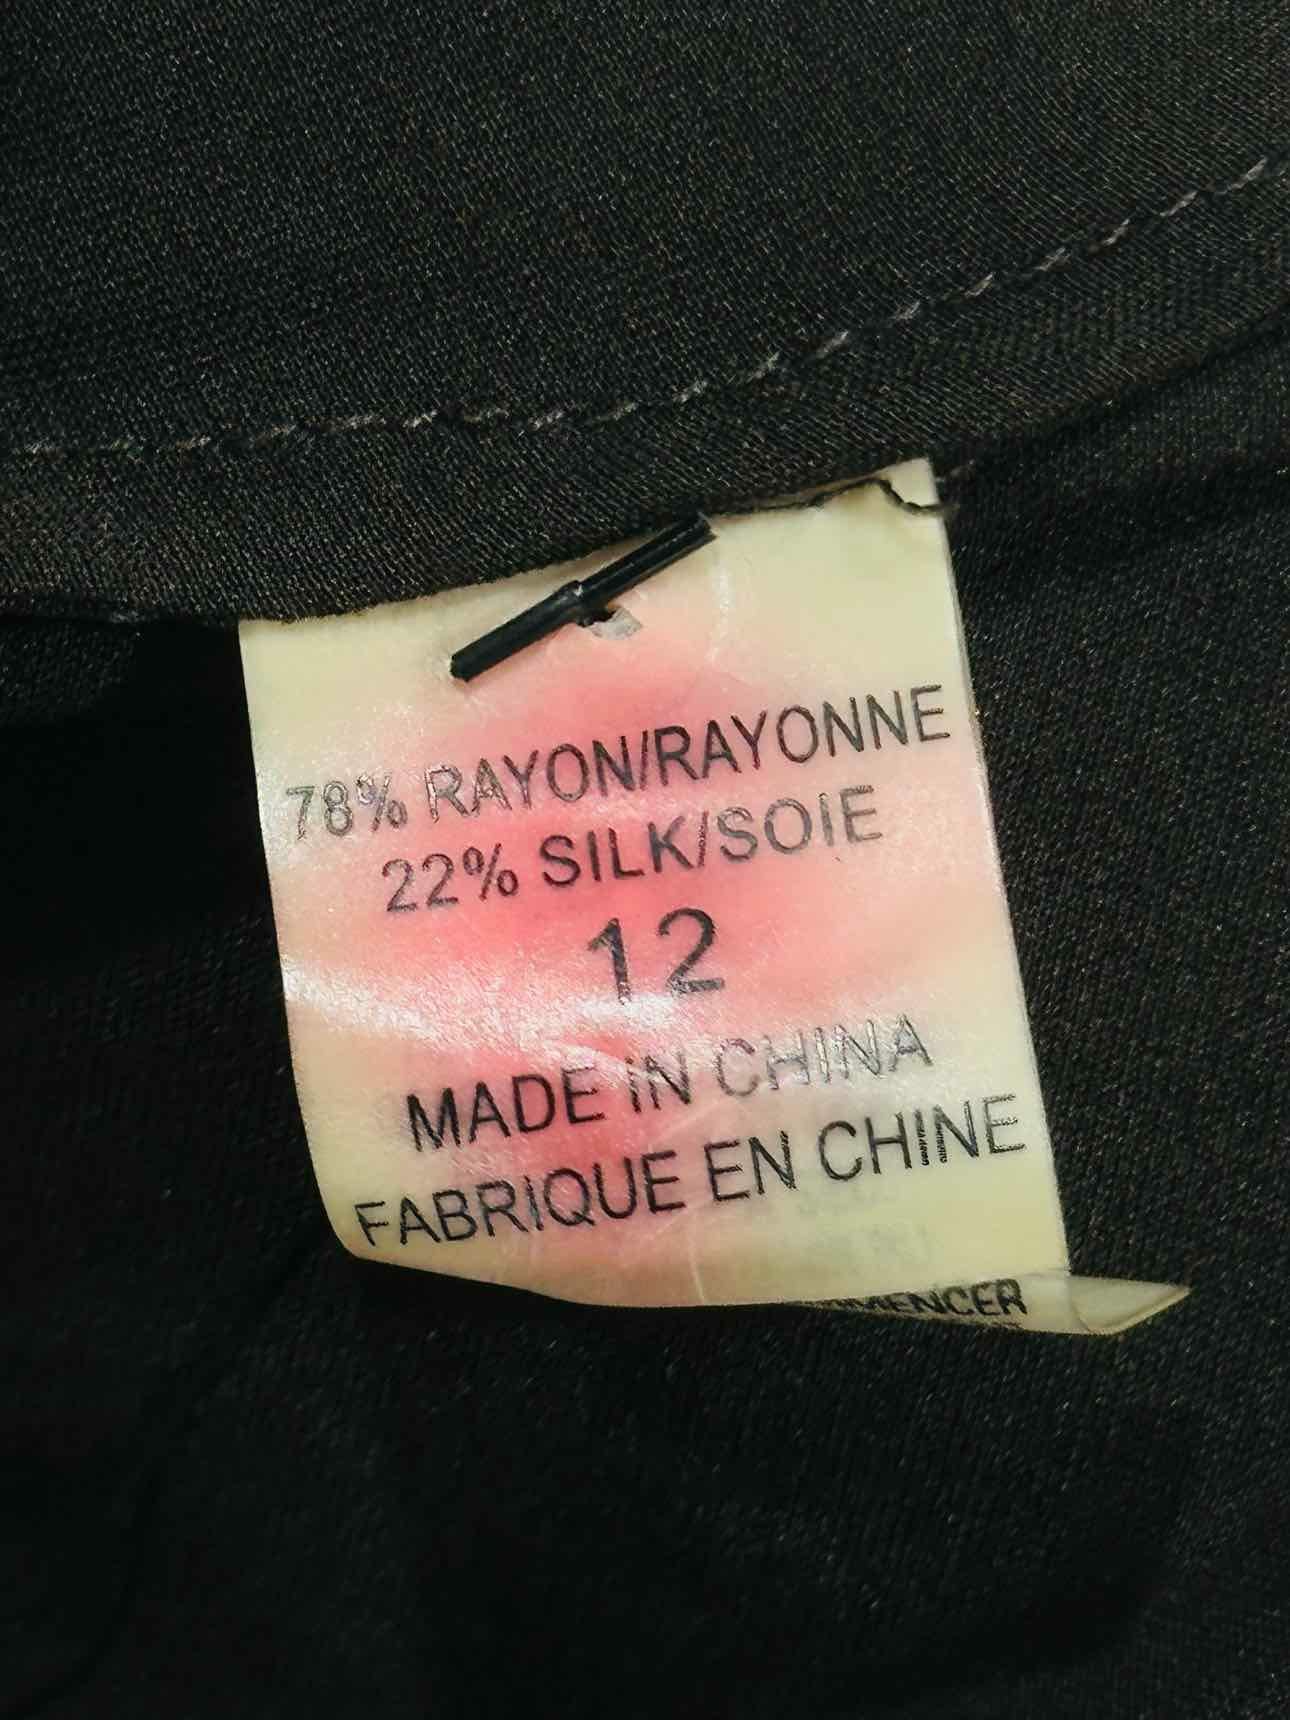 78% RAYON/RAYONNE
22% SILK/SOIE
12
MADE IN CHINA
FABRIQUE EN CHINE